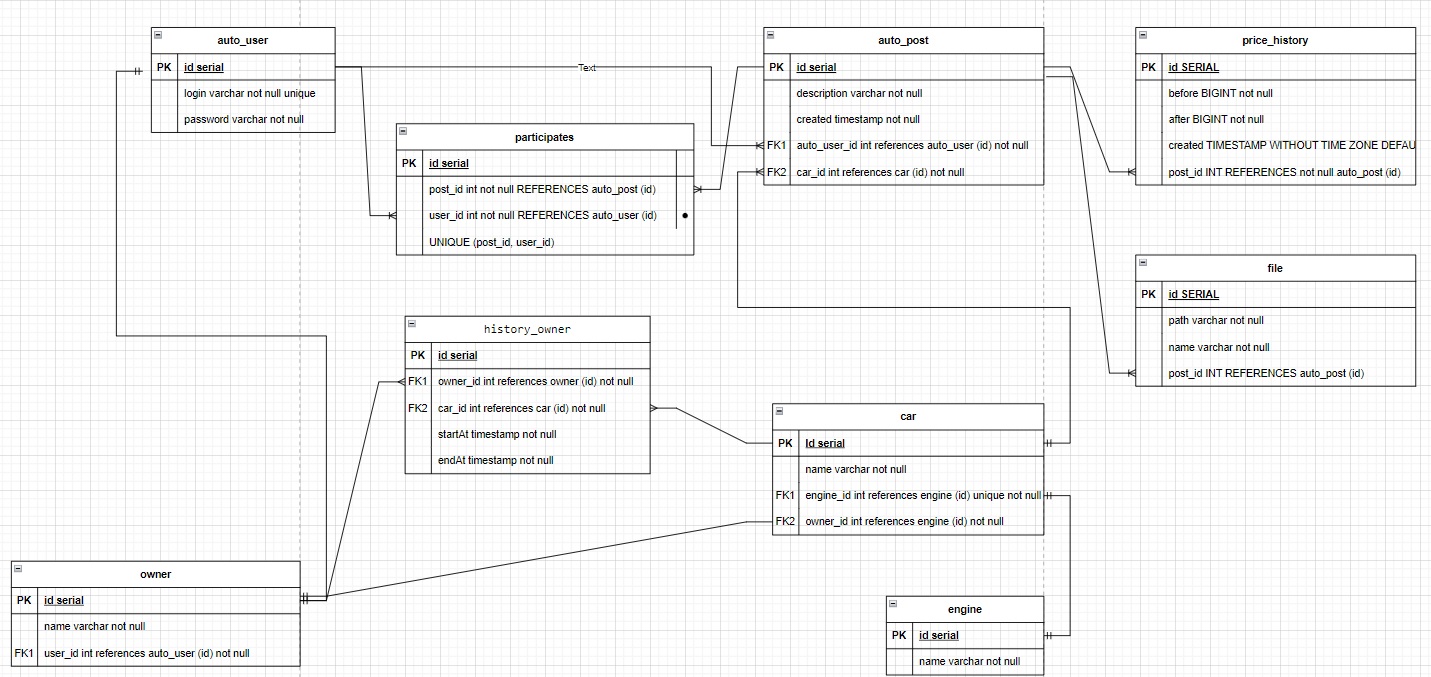 auto_user
PK id serial
login varchar not null unique
password varchar not null
Text
auto_post
PK id serial
description varchar not null
created timestamp not null
FK1 auto_user_id int references auto_user (id) not null
FK2 car_id int references car (id) not null
price_history
PK id SERIAL
before BIGINT not null
after BIGINT not null
created TIMESTAMP WITHOUT TIME ZONE DEFAU
post_id INT REFERENCES not null auto_post (id)
participates
PK id serial
post_id int not null REFERENCES auto_post (id)
user_id int not null REFERENCES auto_user (id)
UNIQUE (post_id, user_id)
file
PK id SERIAL
path varchar not null
name varchar not null
post_id INT REFERENCES auto_post (id)
history_owner
PK id serial
FK1 owner_id int references owner (id) not null
FK2 car_id int references car (id) not null
startAt timestamp not null
endAt timestamp not null
car
PK Id serial
name varchar not null
FK1 engine_id int references engine (id) unique not null
FK2 owner_id int references engine (id) not null
owner
PK id serial
name varchar not null
FK1 user_id int references auto_user (id) not null
engine
PK id serial
name varchar not null